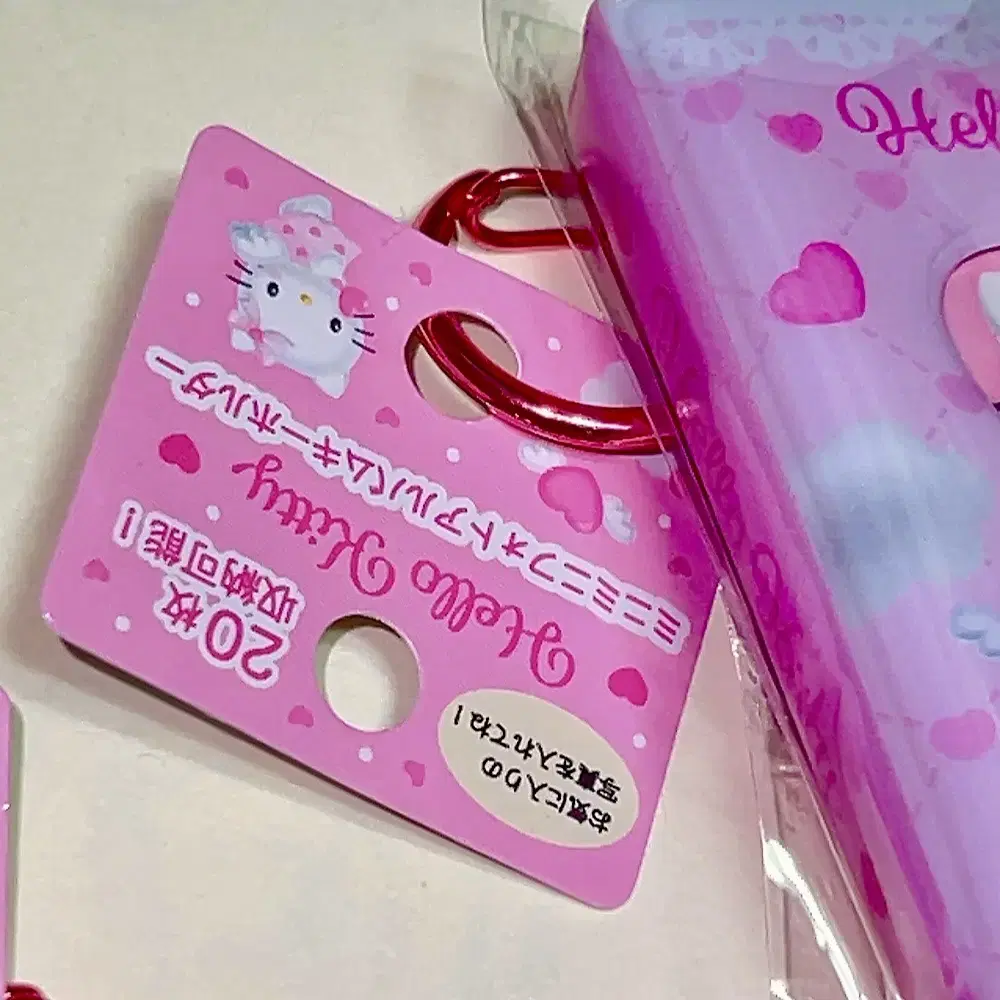 お気に入りの
写真を入れてね！
Hello Kitty
ミニミニフォトアルバムキーホルダー
20枚
収納可能！
Hel